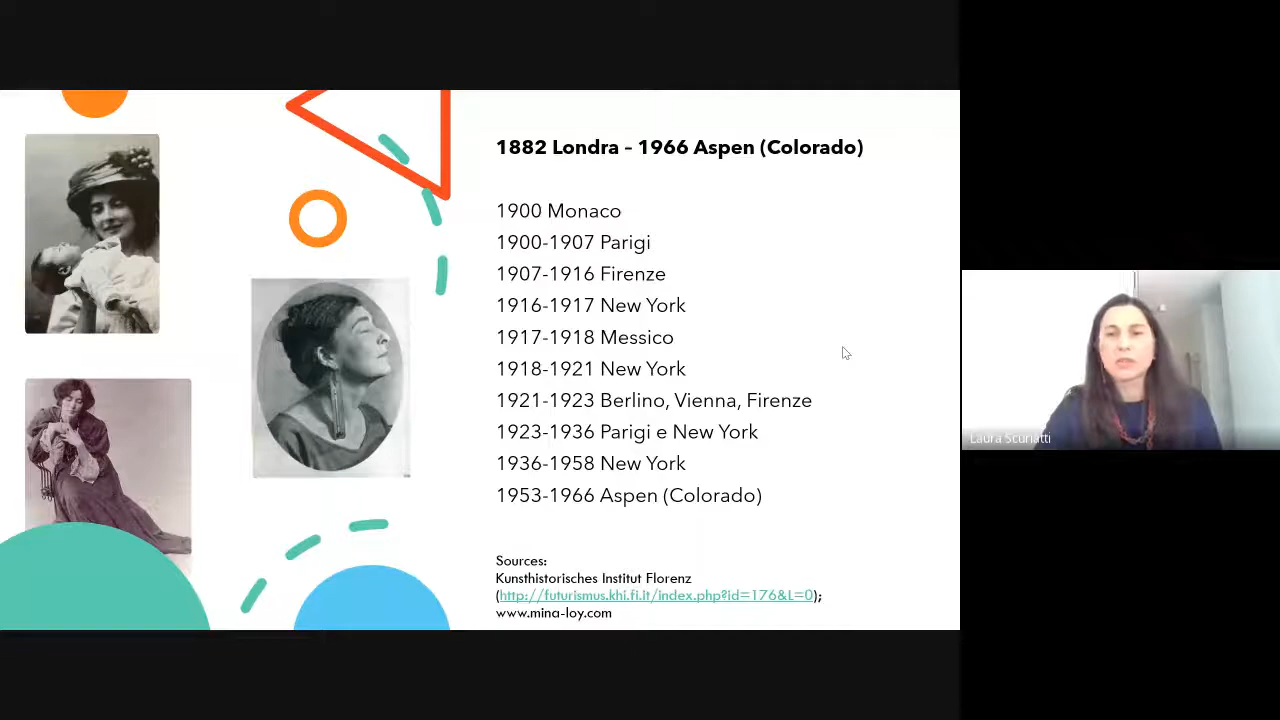 1882 Londra – 1966 Aspen (Colorado)
1900 Monaco
1900-1907 Parigi
1907-1916 Firenze
1916-1917 New York
1917-1918 Messico
1918-1921 New York
1921-1923 Berlino, Vienna, Firenze
1923-1936 Parigi e New York
1936-1958 New York
1953-1966 Aspen (Colorado)
Sources:
Kunsthistorisches Institut Florenz
(http://futurismus.khi.fi.it/index.php?id=176&L=0);
www.mina-loy.com
Laura Scuriatti